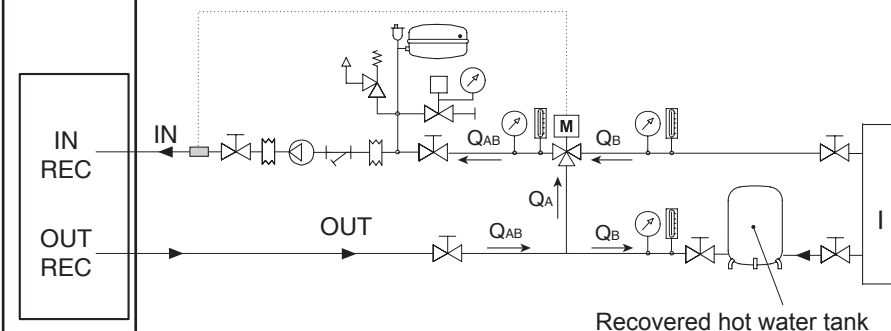 IN
REC
IN
QAB
M
QB
QA
OUT
REC
OUT
QAB
QB
I
Recovered hot water tank